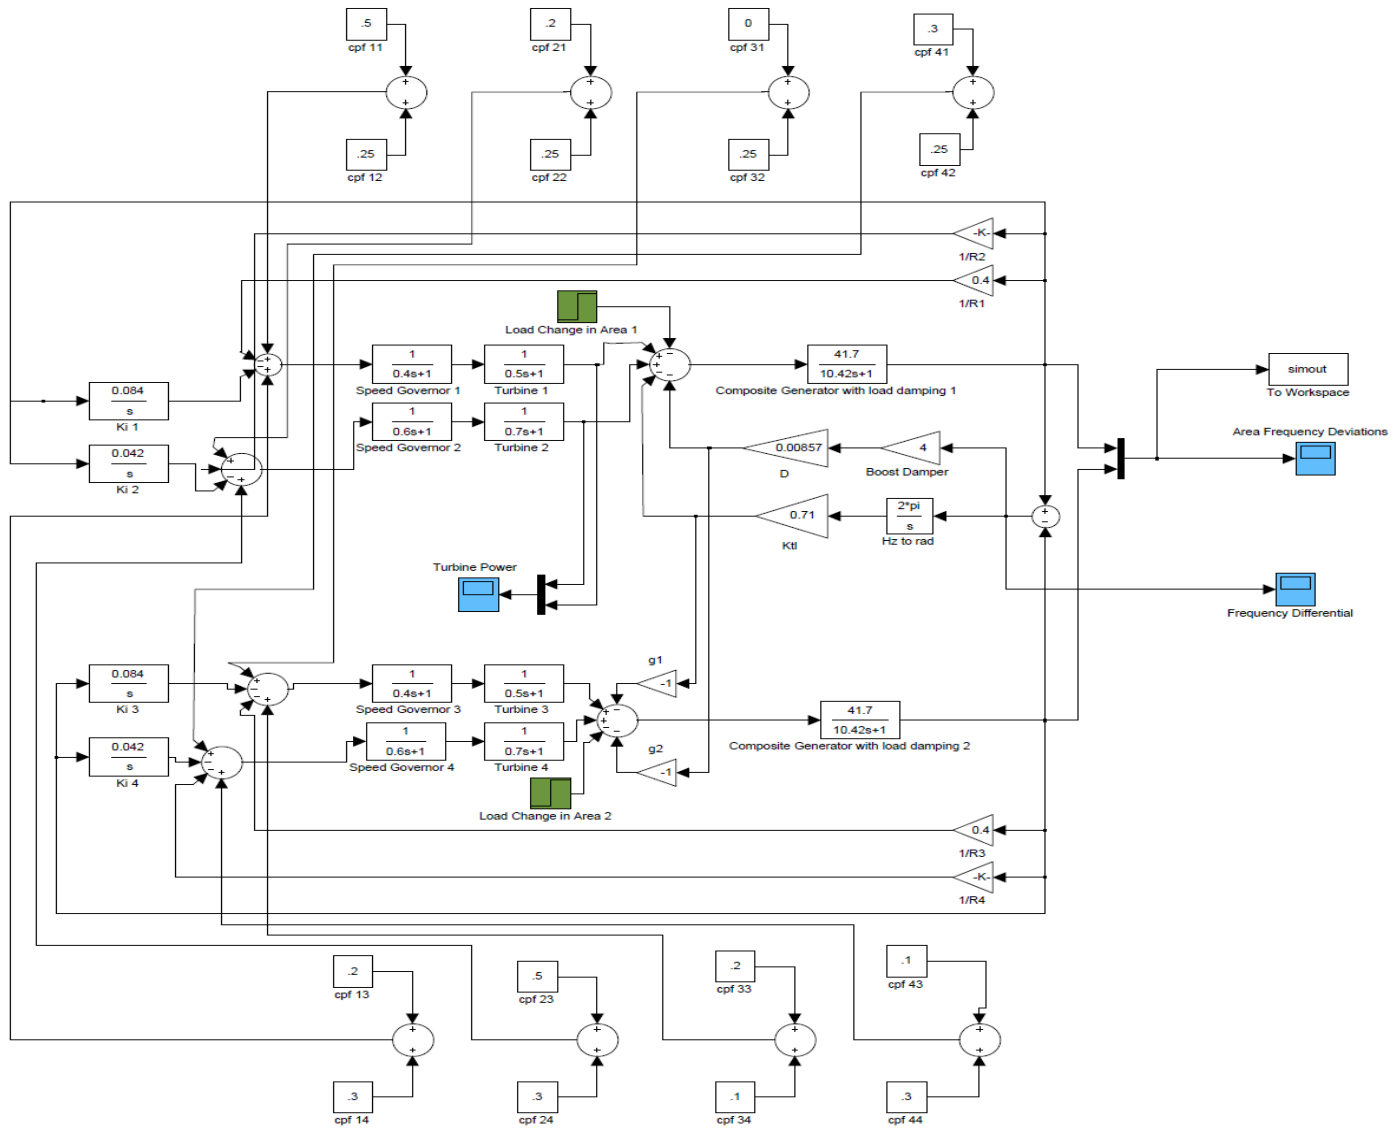 .5
cpf 11
.2
cpf 21
0
cpf 31
.3
cpf 41
+
+
+
+
+
+
+
+
.25
cpf 12
.25
cpf 22
.25
cpf 32
.25
cpf 42
-K-
1/R2
0.4
1/R1
Load Change in Area 1
1
0.4s+1
Speed Governor 1
1
0.5s+1
Turbine 1
41.7
10.42s+1
Composite Generator with load damping 1
simout
To Workspace
0.084
s
Ki 1
1
0.6s+1
Speed Governor 2
1
0.7s+1
Turbine 2
0.042
s
Ki 2
0.00857
D
4
Boost Damper
Area Frequency Deviations
0.71
Ktl
2*pi
s
Hz to rad
+
−
Turbine Power
Frequency Differential
0.084
s
Ki 3
1
0.4s+1
Speed Governor 3
1
0.5s+1
Turbine 3
g1
-1
41.7
10.42s+1
Composite Generator with load damping 2
0.042
s
Ki 4
1
0.6s+1
Speed Governor 4
1
0.7s+1
Turbine 4
g2
-1
Load Change in Area 2
0.4
1/R3
-K-
1/R4
.2
cpf 13
.5
cpf 23
.2
cpf 33
.1
cpf 43
+
+
+
+
+
+
+
+
.3
cpf 14
.3
cpf 24
.1
cpf 34
.3
cpf 44